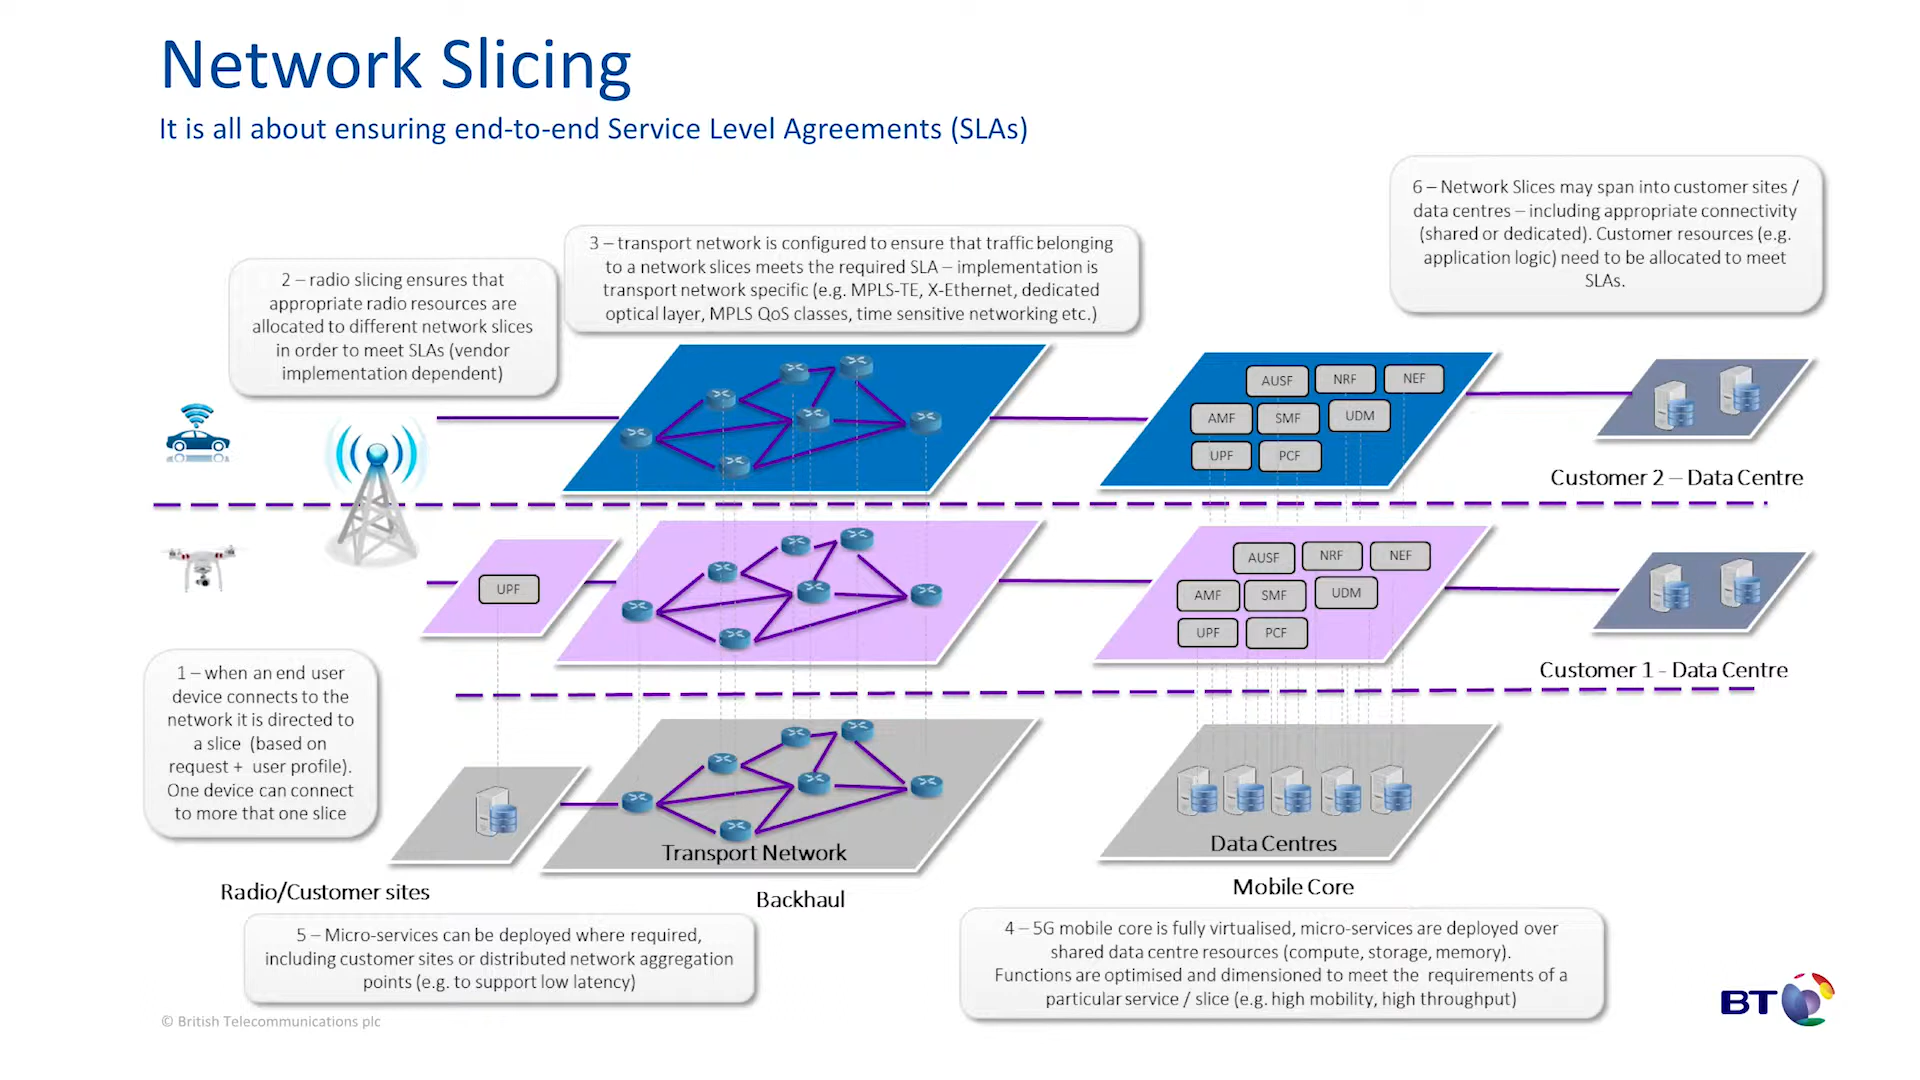 Network Slicing
It is all about ensuring end-to-end Service Level Agreements (SLAs)
6 – Network Slices may span into customer sites /
data centres – including appropriate connectivity
(shared or dedicated). Customer resources (e.g.
application logic) need to be allocated to meet
SLAs.
3 – transport network is configured to ensure that traffic belonging
to a network slices meets the required SLA – implementation is
transport network specific (e.g. MPLS-TE, X-Ethernet, dedicated
optical layer, MPLS QoS classes, time sensitive networking etc.)
2 – radio slicing ensures that
appropriate radio resources are
allocated to different network slices
in order to meet SLAs (vendor
implementation dependent)
AUSF NRF NEF
AMF SMF UDM
UPF PCF
Customer 2 – Data Centre
UPF
AUSF NRF NEF
AMF SMF UDM
UPF PCF
Customer 1 - Data Centre
1 – when an end user
device connects to the
network it is directed to
a slice (based on
request + user profile).
One device can connect
to more that one slice
Transport Network
Data Centres
Radio/Customer sites
Backhaul
Mobile Core
5 – Micro-services can be deployed where required,
including customer sites or distributed network aggregation
points (e.g. to support low latency)
4 – 5G mobile core is fully virtualised, micro-services are deployed over
shared data centre resources (compute, storage, memory).
Functions are optimised and dimensioned to meet the requirements of a
particular service / slice (e.g. high mobility, high throughput)
BT
© British Telecommunications plc